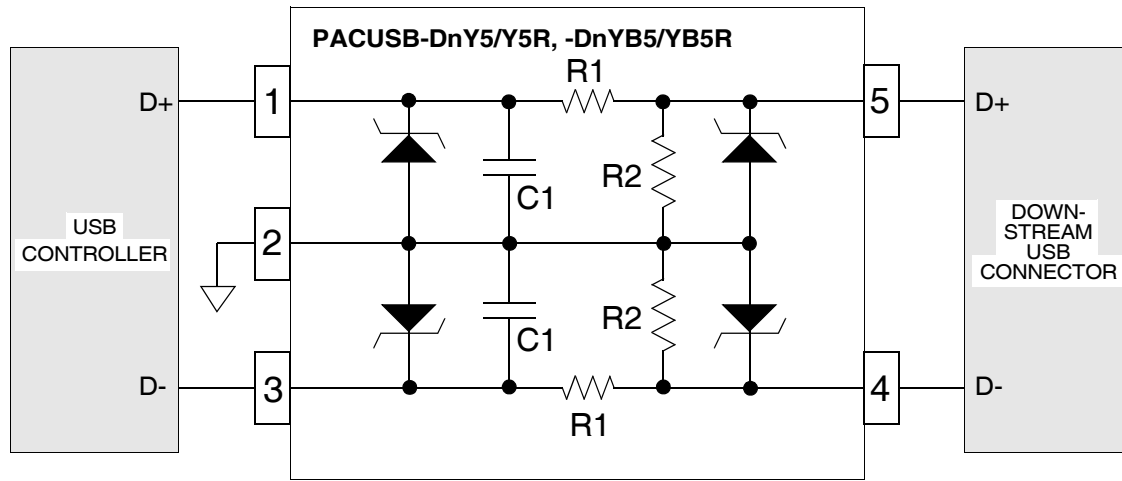 PACUSB-DnY5/Y5R, -DnYB5/YB5R
R1
D+
1
5
D+
R2
C1
USB
CONTROLLER
2
DOWN-
STREAM
USB
CONNECTOR
R2
C1
D-
3
4
D-
R1